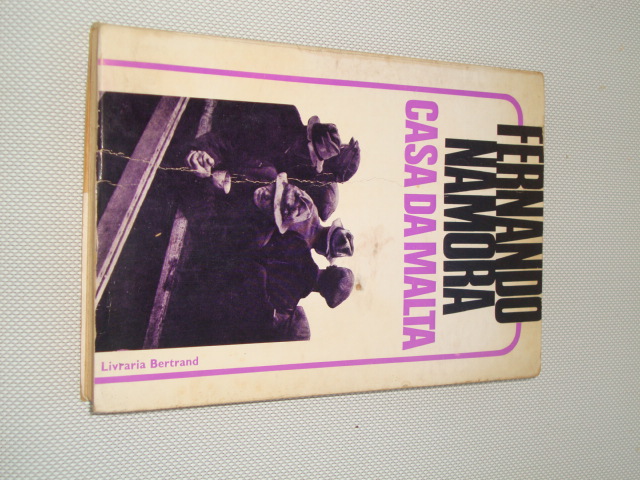 FERNANDO
NAMORA
CASA DA MALTA
Livraria Bertrand